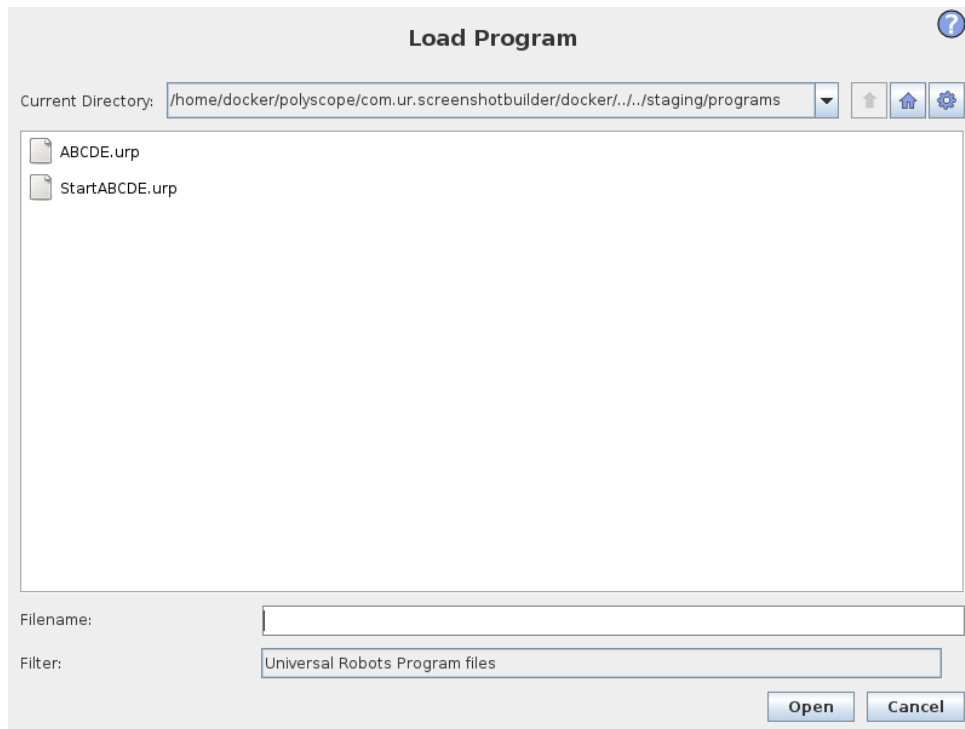 ?
Load Program
Current Directory: /home/docker/polyscope/com.ur.screenshotbuilder/docker/../../staging/programs
ABCDE.urp
StartABCDE.urp
Filename:
Filter: Universal Robots Program files
Open Cancel